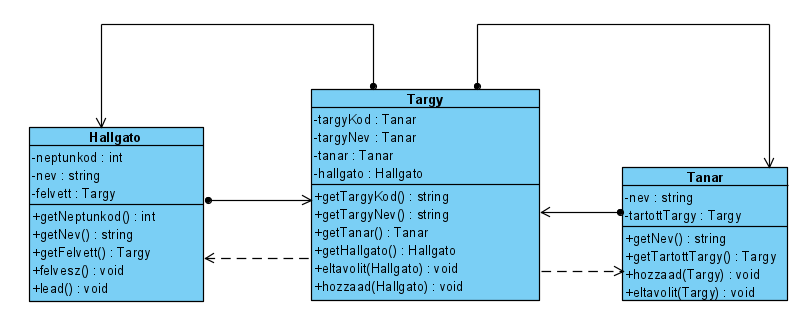 Hallgato
-neptunkod : int
-nev : string
-felvett : Targy
+getNeptunkod() : int
+getNev() : string
+getFelvett() : Targy
+felvesz() : void
+lead() : void
Targy
-targyKod : Tanar
-targyNev : Tanar
-tanar : Tanar
-hallgato : Hallgato
+getTargyKod() : string
+getTargyNev() : string
+getTanar() : Tanar
+getHallgato() : Hallgato
+eltavolit(Hallgato) : void
+hozzaad(Hallgato) : void
Tanar
-nev : string
-tartottTargy : Targy
+getNev() : string
+getTartottTargy() : Targy
+hozzaad(Targy) : void
+eltavolit(Targy) : void